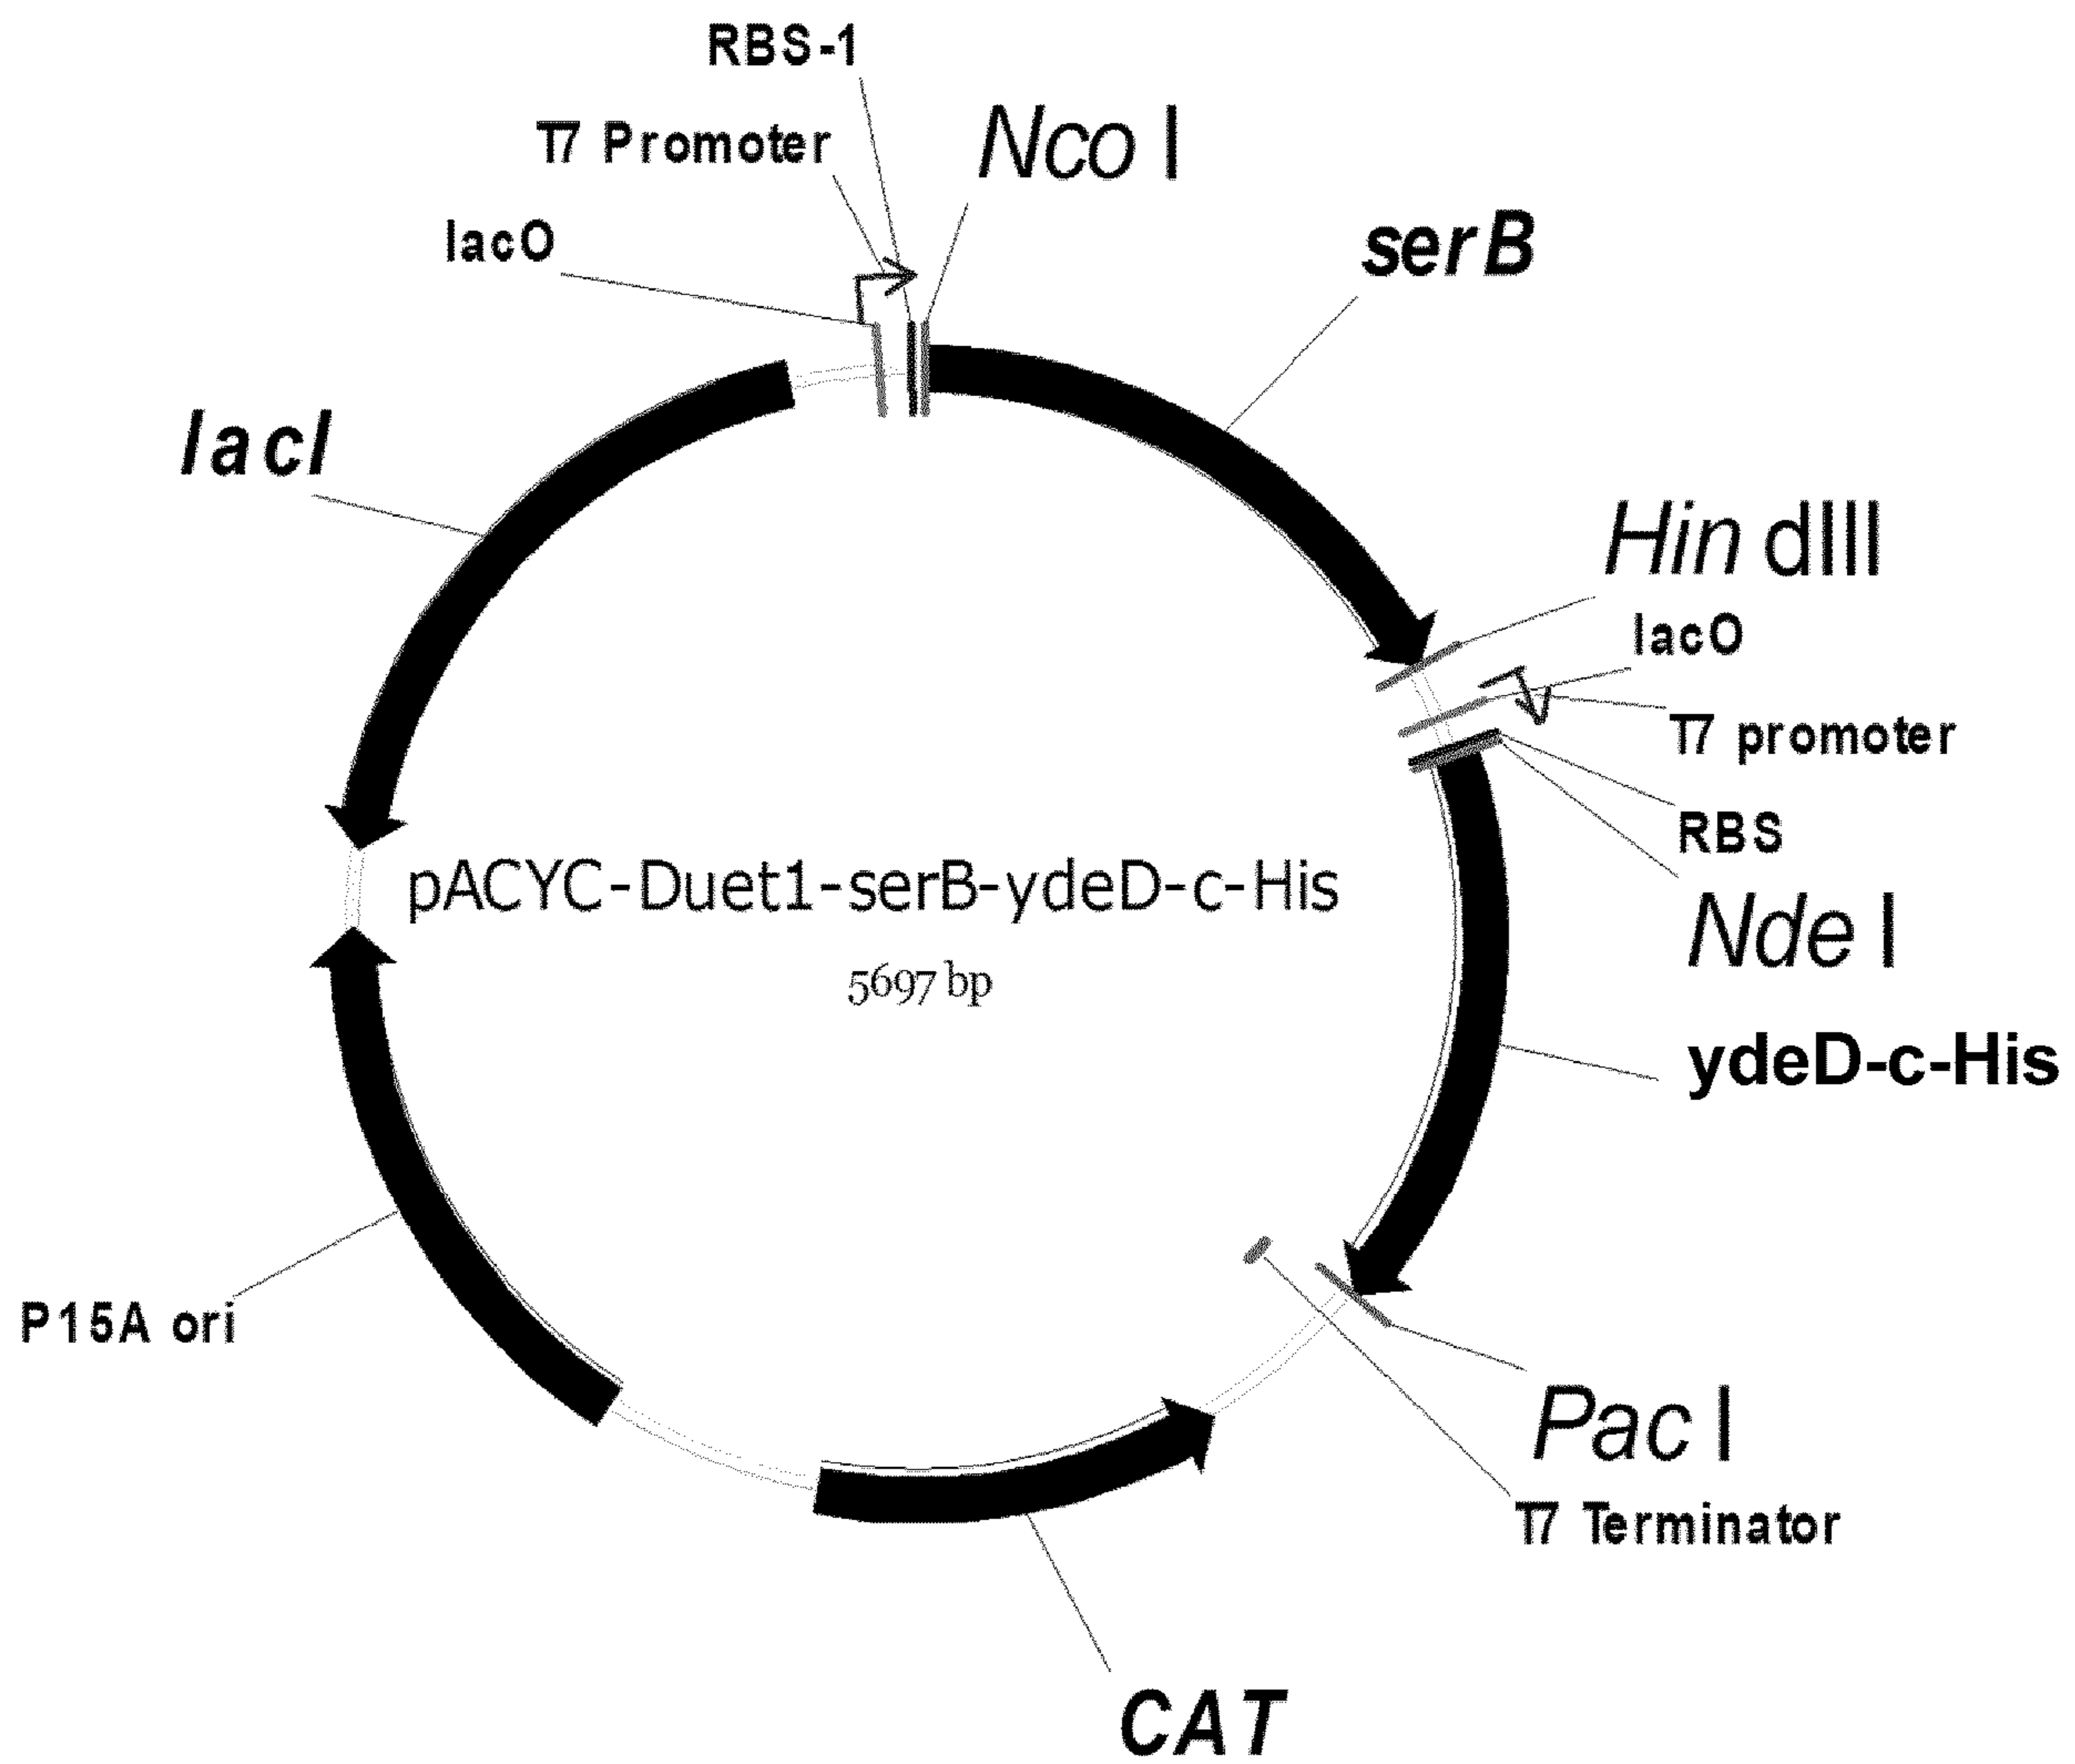 RBS-1
T7 Promoter
Nco I
lacO
serB
lacI
Hin dIII
lacO
T7 promoter
RBS
pACYC-Duet1-serB-ydeD-c-His
Nde I
5697 bp
ydeD-c-His
P15A ori
Pac I
T7 Terminator
CAT